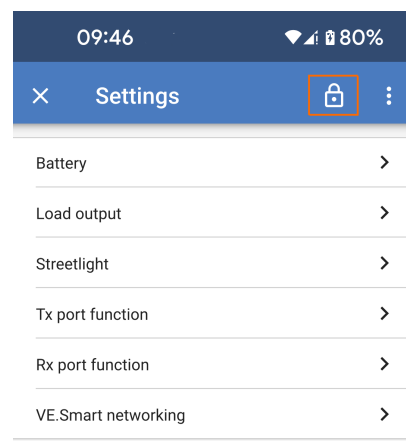 09:46 80%
Settings
Battery
Load output
Streetlight
Tx port function
Rx port function
VE.Smart networking